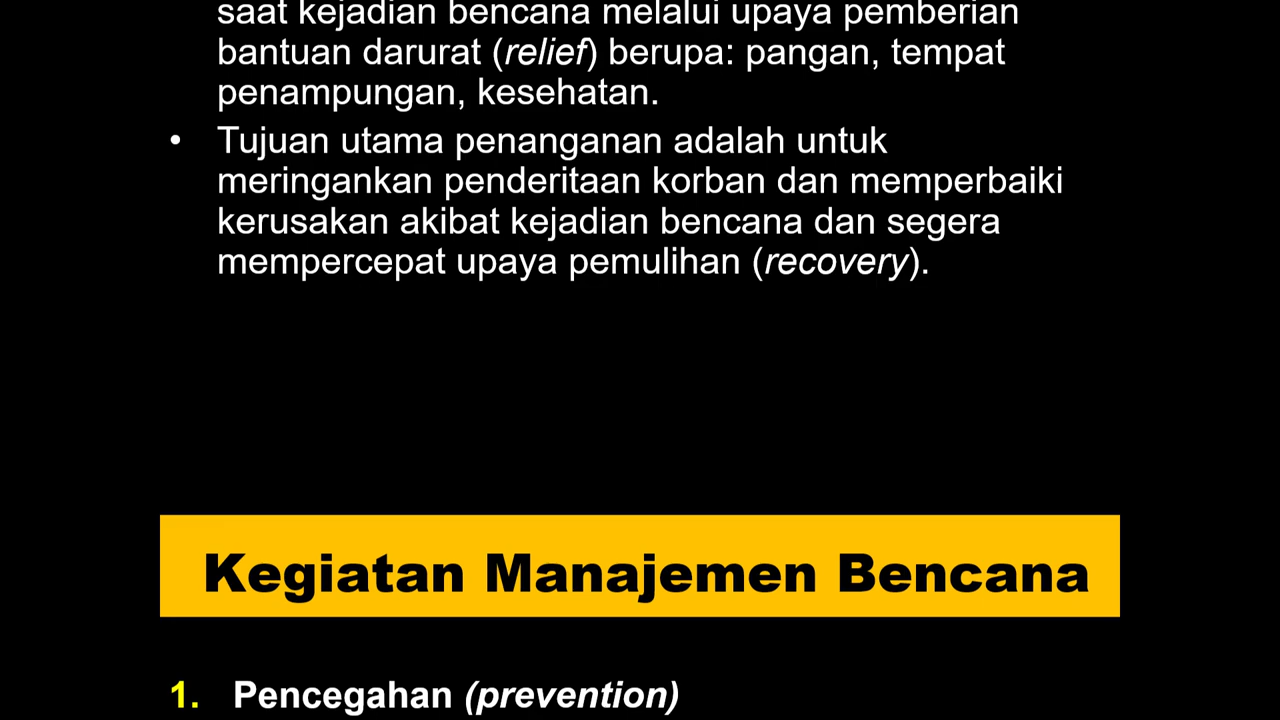 saat kejadian bencana melalui upaya pemberian
bantuan darurat (relief) berupa: pangan, tempat
penampungan, kesehatan.
• Tujuan utama penanganan adalah untuk
meringankan penderitaan korban dan memperbaiki
kerusakan akibat kejadian bencana dan segera
mempercepat upaya pemulihan (recovery).
Kegiatan Manajemen Bencana
1. Pencegahan (prevention)